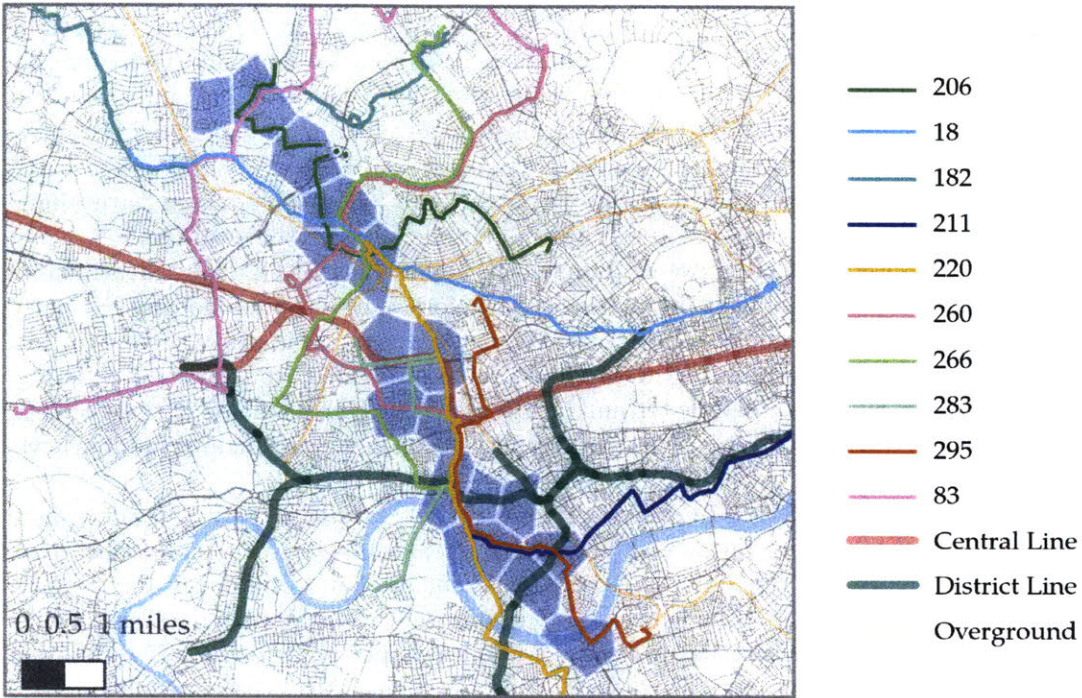 206
18
182
211
220
260
266
283
295
83
Central Line
District Line
Overground
0 0.5 1 miles